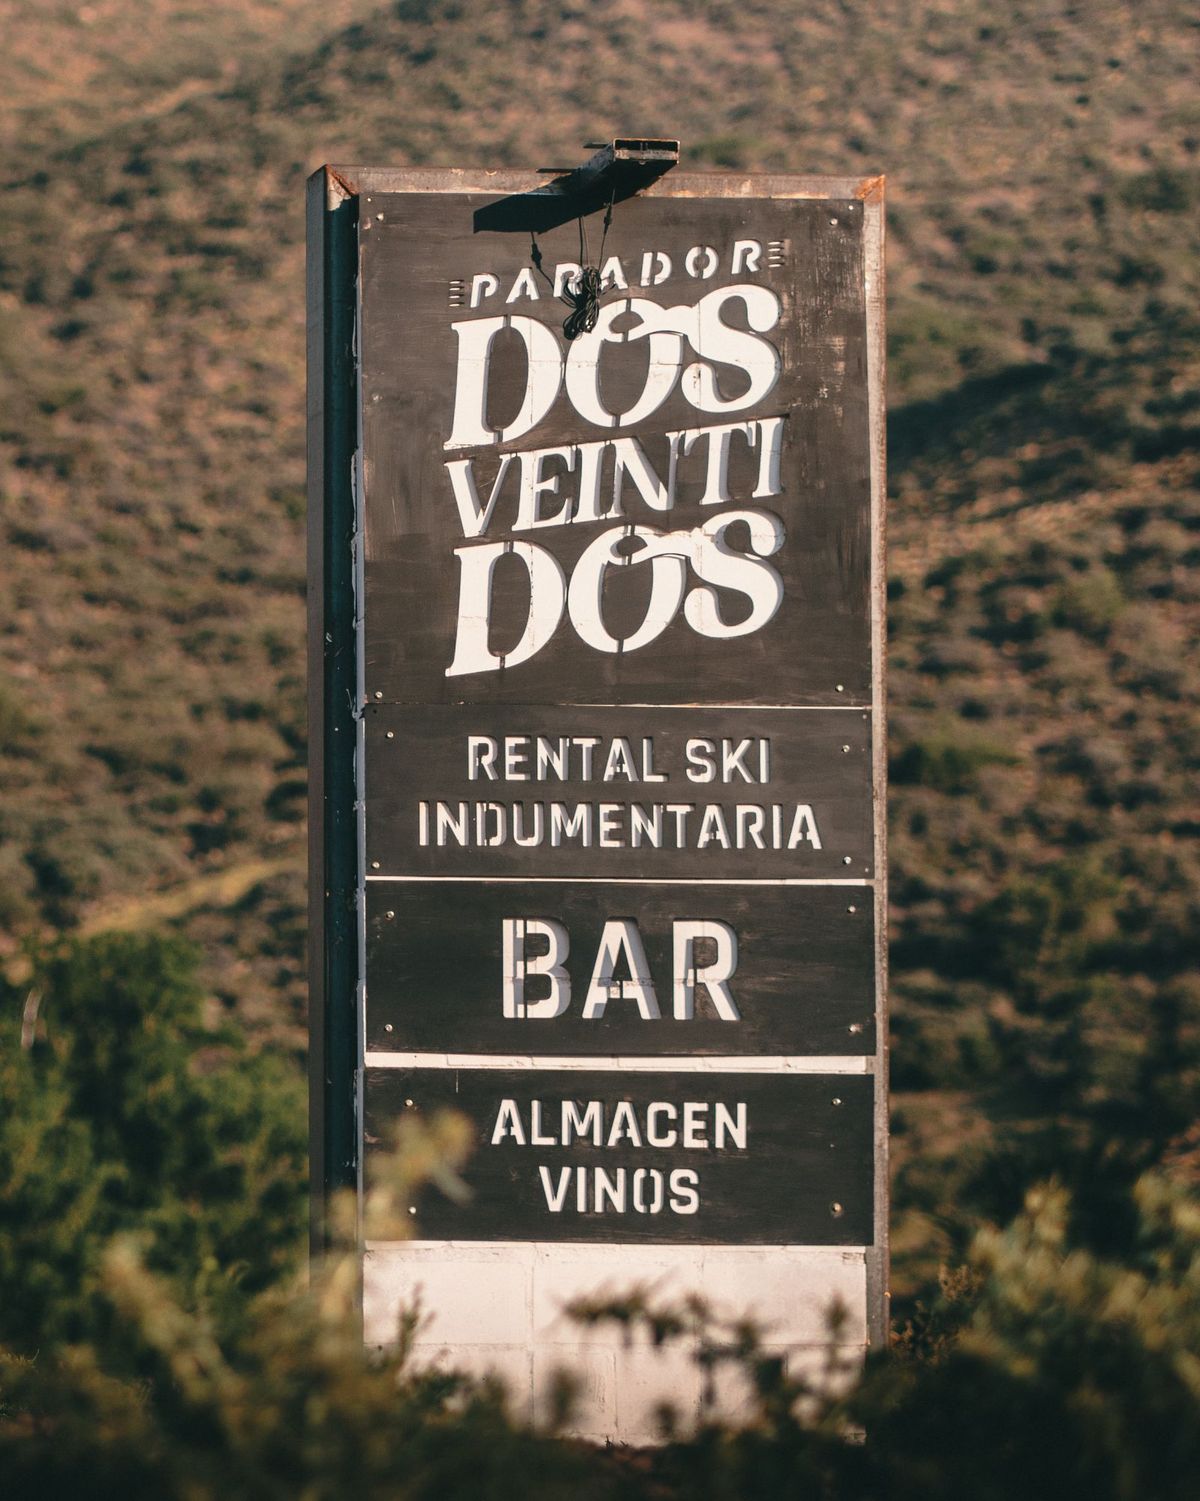 PARADOR
DOS
VEINTI
DOS
RENTAL SKI
INDUMENTARIA
BAR
ALMACEN
VINOS